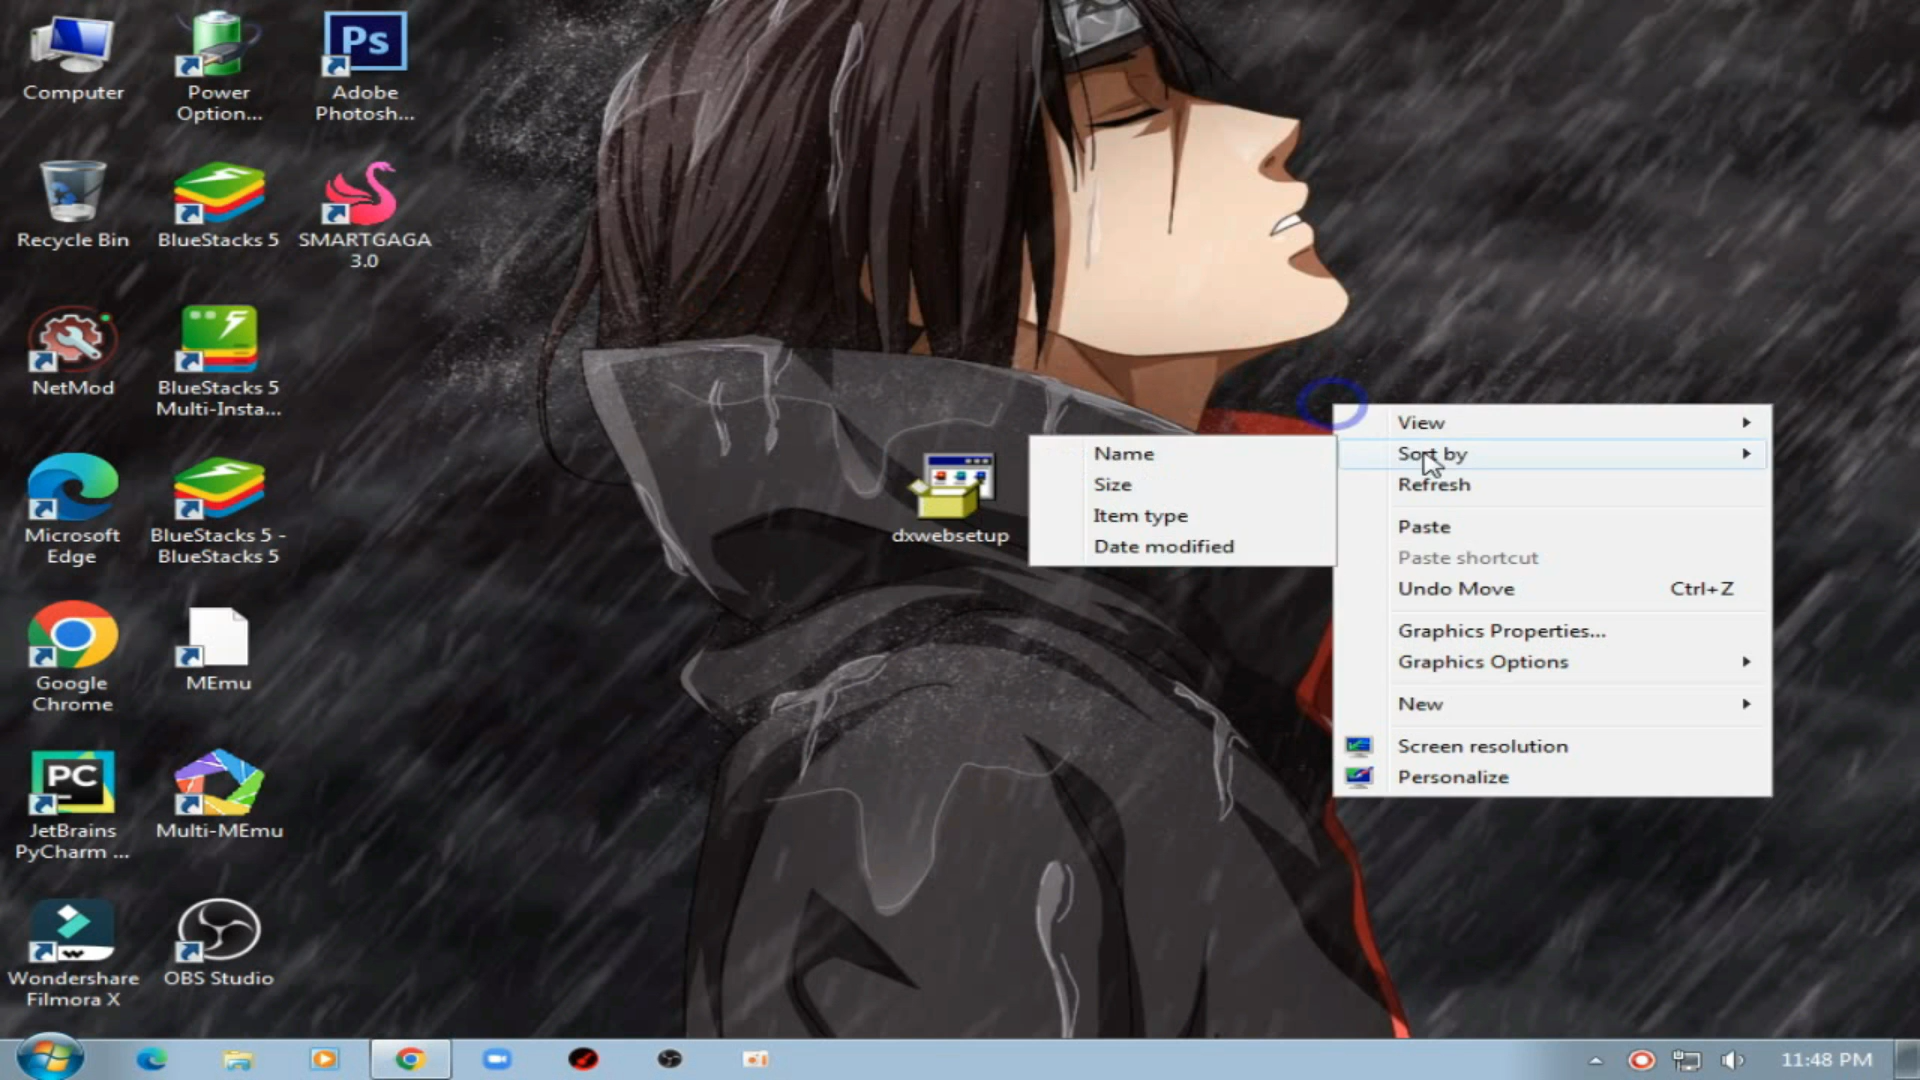 Computer
Power
Option...
Ps
Adobe
Photosh...
Recycle Bin
BlueStacks 5
SMARTGAGA
3.0
NetMod
BlueStacks 5
Multi-Insta...
Microsoft
Edge
BlueStacks 5 -
BlueStacks 5
Google
Chrome
MEmu
PC
JetBrains
PyCharm ...
Multi-MEmu
Wondershare
Filmora X
OBS Studio
dxwebsetup
Name
Size
Item type
Date modified
View
Sort by
Refresh
Paste
Paste shortcut
Undo Move Ctrl+Z
Graphics Properties...
Graphics Options
New
Screen resolution
Personalize
11:48 PM